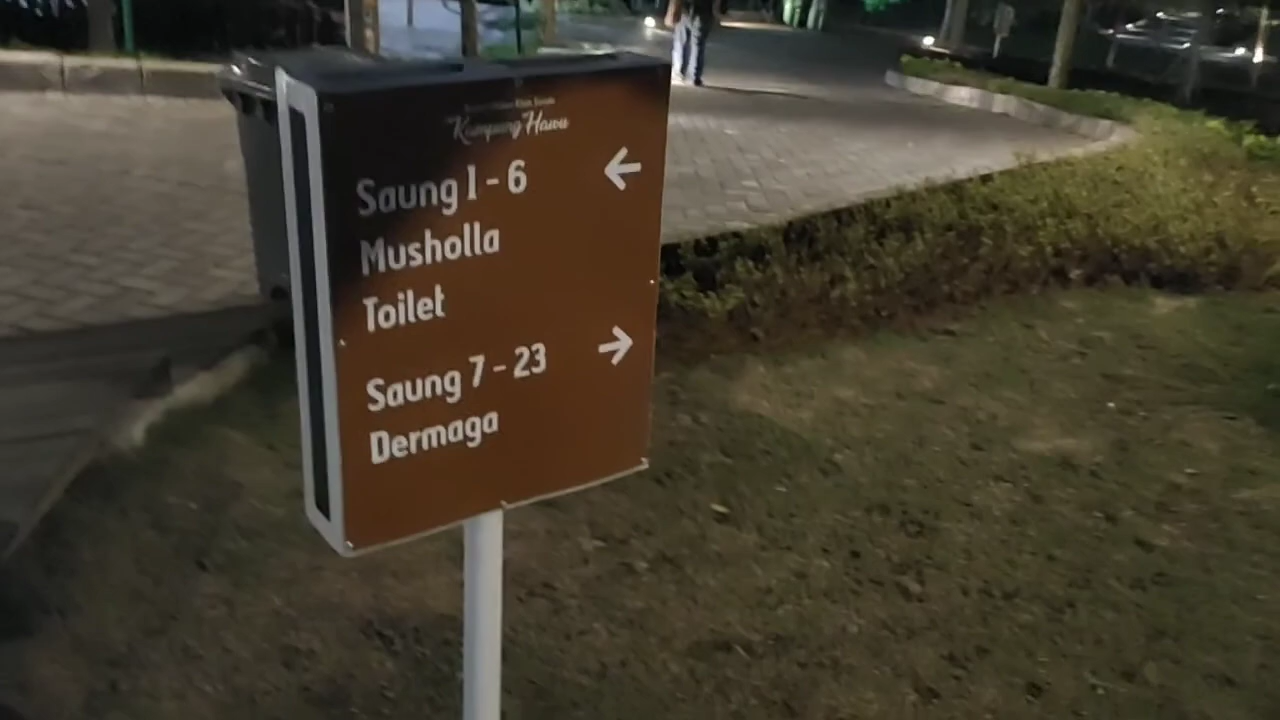 Kampung Hawu
Saung 1 - 6 ←
Musholla
Toilet
Saung 7 - 23 →
Dermaga